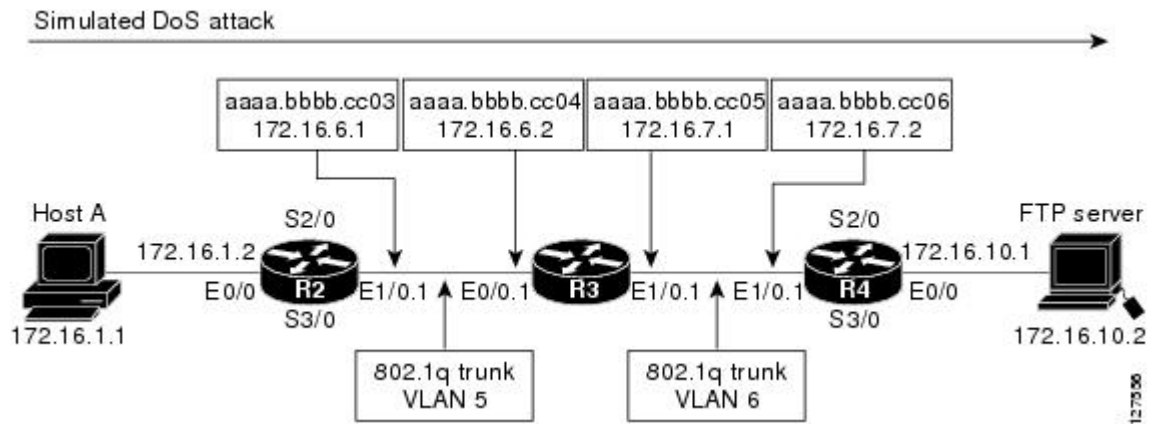 Simulated DoS attack
aaaa.bbbb.cc03
172.16.6.1
aaaa.bbbb.cc04
172.16.6.2
aaaa.bbbb.cc05
172.16.7.1
aaaa.bbbb.cc06
172.16.7.2
Host A
172.16.1.1
172.16.1.2
E0/0
S2/0
R2
S3/0
E1/0.1
E0/0.1
R3
E1/0.1
E1/0.1
S2/0
R4
S3/0
172.16.10.1
E0/0
FTP server
172.16.10.2
802.1q trunk
VLAN 5
802.1q trunk
VLAN 6
127556